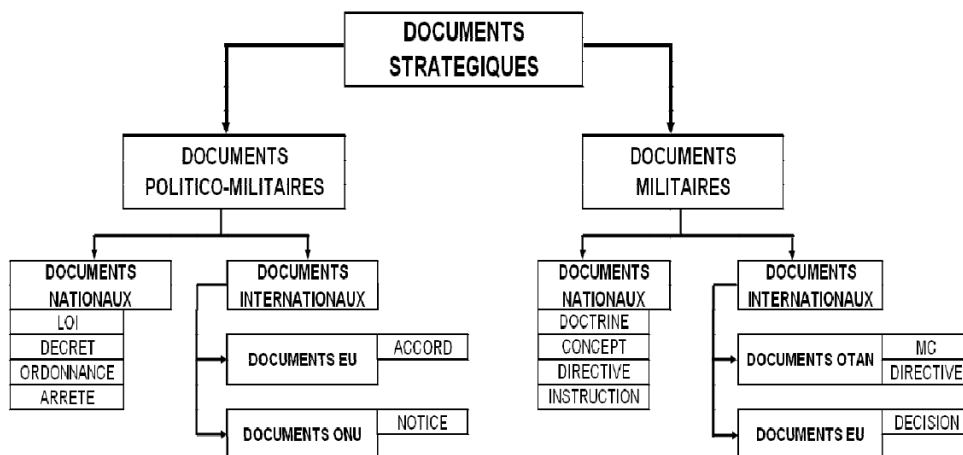 DOCUMENTS
STRATEGIQUES
DOCUMENTS
POLITICO-MILITAIRES
DOCUMENTS
MILITAIRES
DOCUMENTS
NATIONAUX
LOI
DECRET
ORDONNANCE
ARRETE
DOCUMENTS
INTERNATIONAUX
DOCUMENTS EU
ACCORD
DOCUMENTS ONU
NOTICE
DOCUMENTS
NATIONAUX
DOCTRINE
CONCEPT
DIRECTIVE
INSTRUCTION
DOCUMENTS
INTERNATIONAUX
DOCUMENTS OTAN
MC
DIRECTIVE
DOCUMENTS EU
DECISION